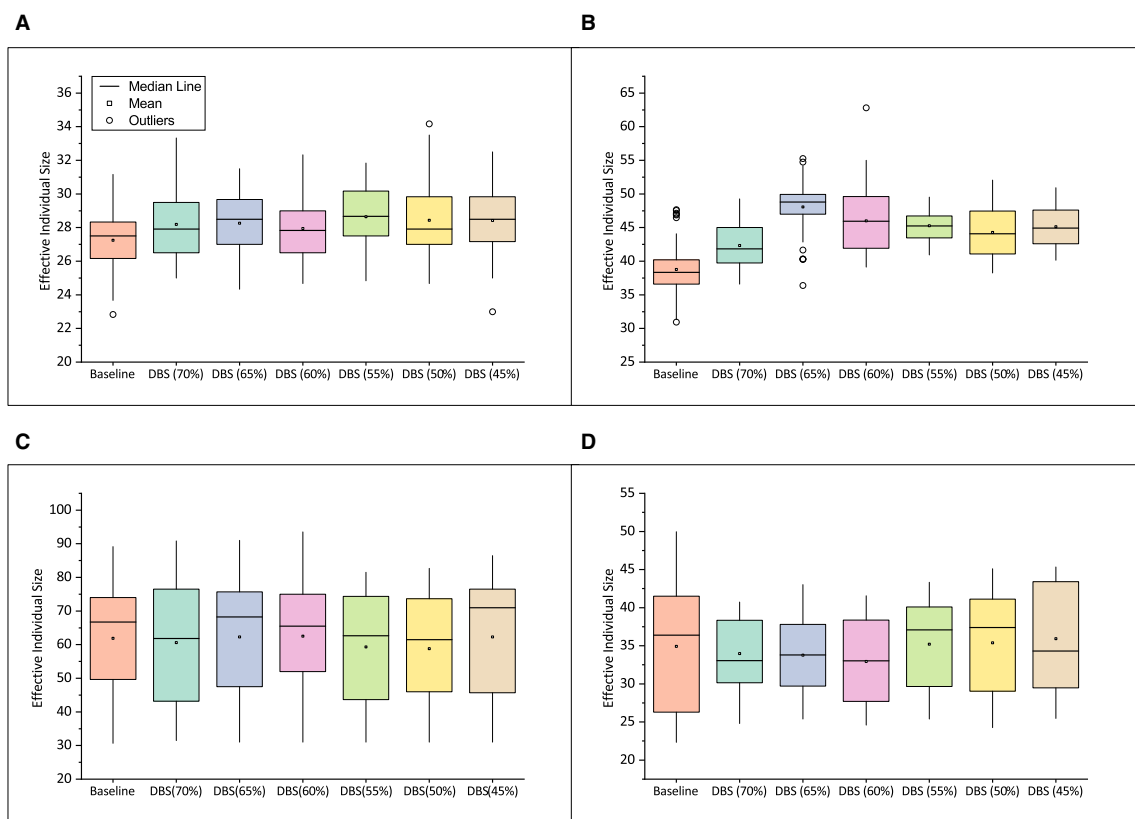 A
Effective Individual Size
36
34
32
30
28
26
24
22
20
Median Line
Mean
Outliers
Baseline DBS (70%) DBS (65%) DBS (60%) DBS (55%) DBS (50%) DBS (45%)
B
Effective Individual Size
65
60
55
50
45
40
35
30
25
Baseline DBS (70%) DBS (65%) DBS (60%) DBS (55%) DBS (50%) DBS (45%)
C
Effective Individual Size
100
90
80
70
60
50
40
30
20
Baseline DBS(70%) DBS(65%) DBS(60%) DBS(55%) DBS(50%) DBS(45%)
D
Effective Individual Size
55
50
45
40
35
30
25
20
Baseline DBS (70%) DBS (65%) DBS (60%) DBS (55%) DBS (50%) DBS (45%)